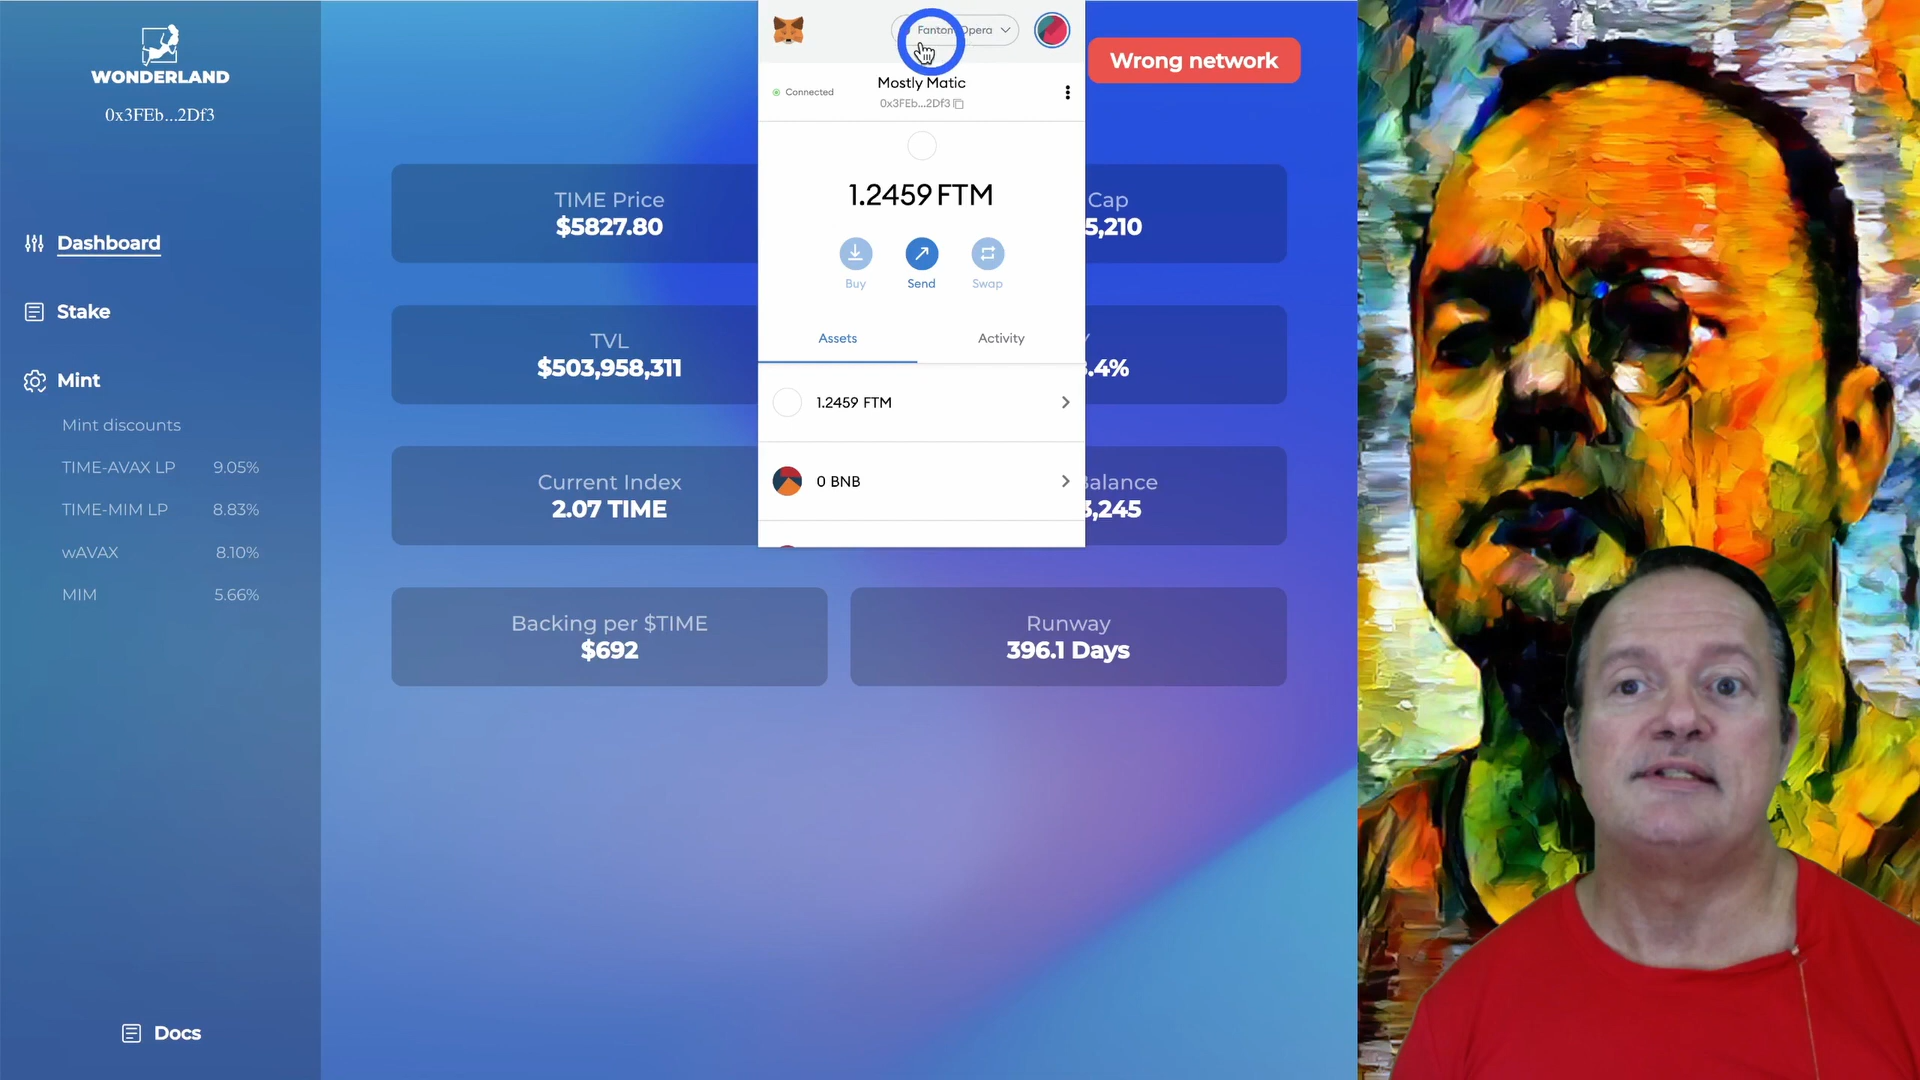 WONDERLAND
0x3FEb...2Df3
Dashboard
Stake
Mint
Mint discounts
TIME-AVAX LP 9.05%
TIME-MIM LP 8.83%
wAVAX 8.10%
MIM 5.66%
Docs
TIME Price
$5827.80
TVL
$503,958,311
Current Index
2.07 TIME
Backing per $TIME
$692
Opera
Connected
Mostly Matic
0x3FEb...2Df3
1.2459 FTM
Buy Send Swap
Assets Activity
1.2459 FTM
0 BNB
Wrong network
Cap
5,210
.4%
Balance
,245
Runway
396.1 Days